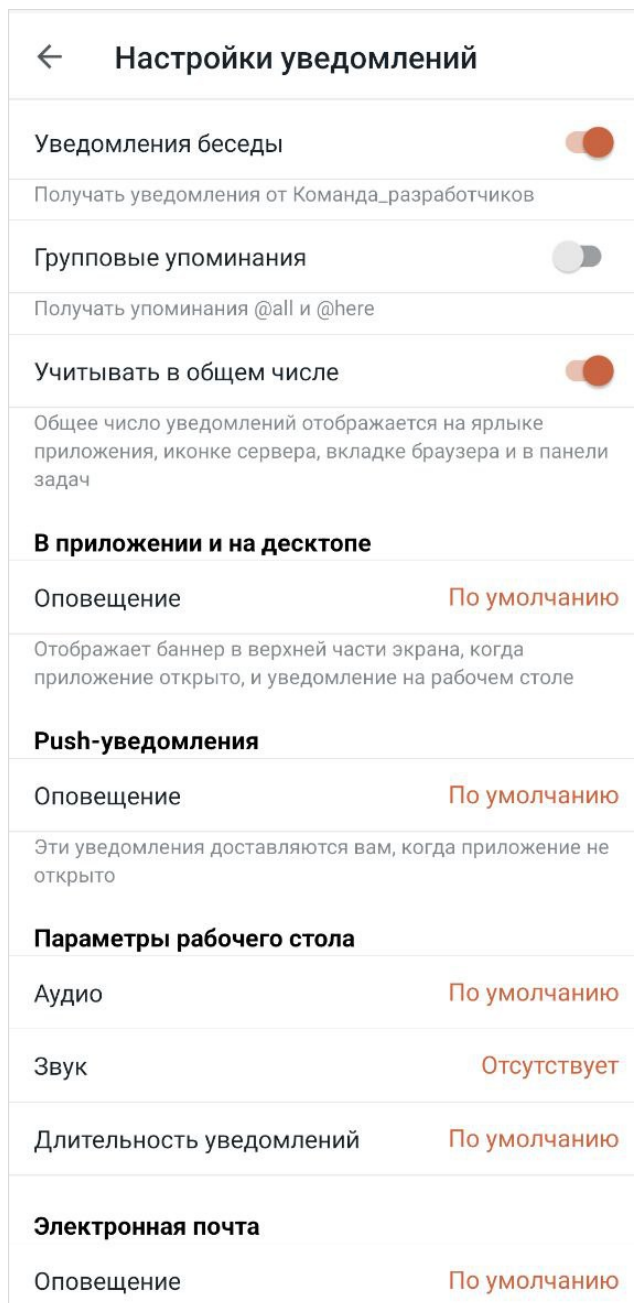 Настройки уведомлений
Уведомления беседы
Получать уведомления от Команда_разработчиков
Групповые упоминания
Получать упоминания @all и @here
Учитывать в общем числе
Общее число уведомлений отображается на ярлыке
приложения, иконке сервера, вкладке браузера и в панели
задач
В приложении и на десктопе
Оповещение По умолчанию
Отображает баннер в верхней части экрана, когда
приложение открыто, и уведомление на рабочем столе
Push-уведомления
Оповещение По умолчанию
Эти уведомления доставляются вам, когда приложение не
открыто
Параметры рабочего стола
Аудио По умолчанию
Звук Отсутствует
Длительность уведомлений По умолчанию
Электронная почта
Оповещение По умолчанию